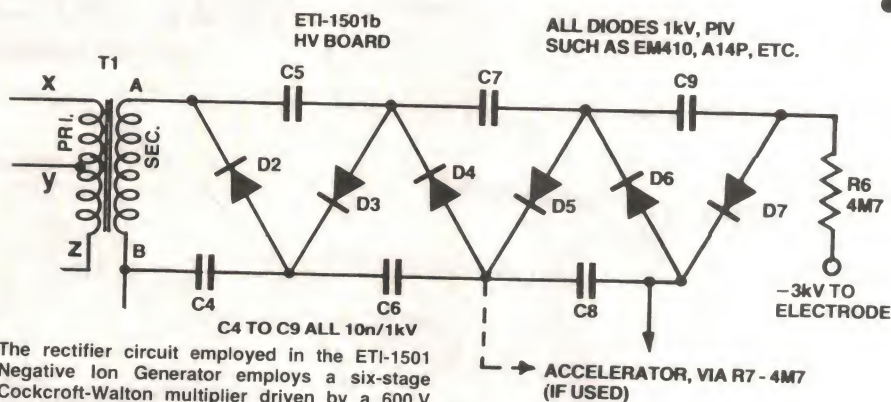 ETI-1501b
HV BOARD
ALL DIODES 1kV, PIV
SUCH AS EM410, A14P, ETC.
T1
X
A
C5
C7
C9
PRI.
SEC.
Y
D2
D3
D4
D5
D6
D7
R6
4M7
Z
B
C4
C6
C8
C4 TO C9 ALL 10n/1kV
–3kV TO
ELECTRODE
The rectifier circuit employed in the ETI-1501
Negative Ion Generator employs a six-stage
Cockcroft-Walton multiplier driven by a 600 V
ACCELERATOR, VIA R7 - 4M7
(IF USED)